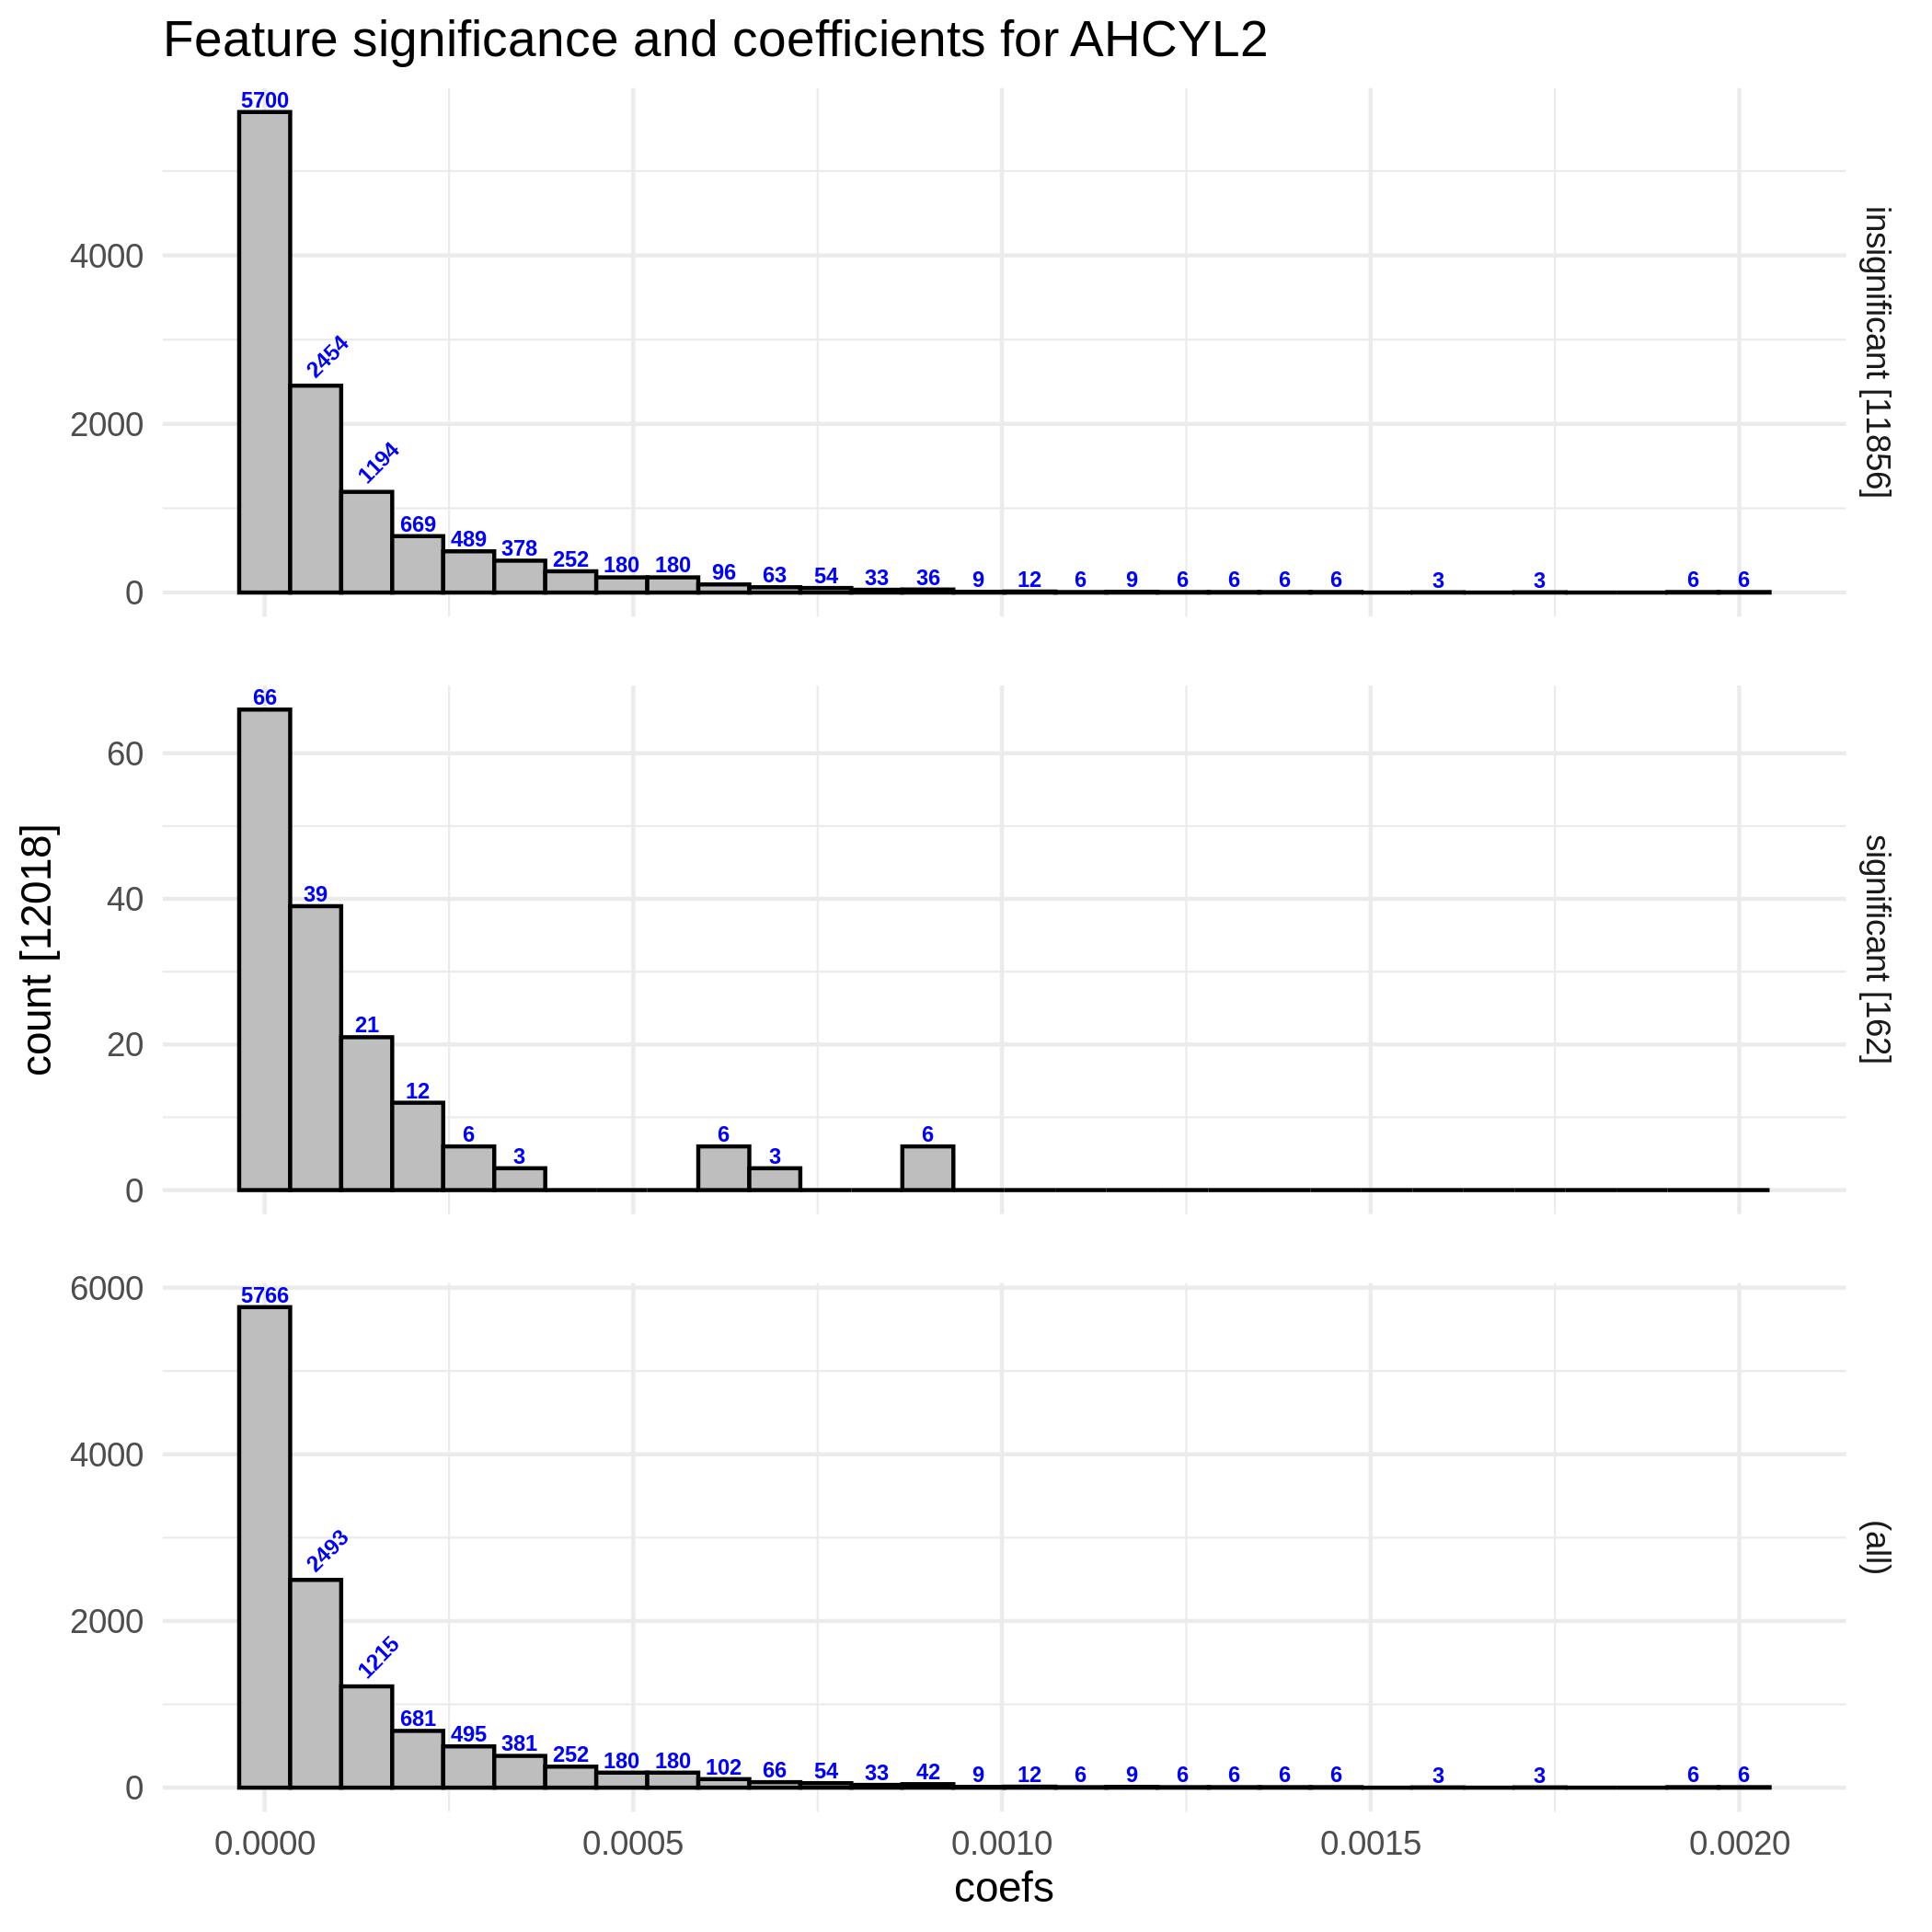 Feature significance and coefficients for AHCYL2
5700
2454
1194
669 489 378 252 180 180 96 63 54 33 36 9 12 6 9 6 6 6 6 3 3 6 6
4000
2000
0
insignificant [11856]
66
39
21
12
6 3 6 3 6
60
40
20
0
significant [162]
count [12018]
5766
2493
1215
681 495 381 252 180 180 102 66 54 33 42 9 12 6 9 6 6 6 6 3 3 6 6
6000
4000
2000
0
(all)
0.0000 0.0005 0.0010 0.0015 0.0020
coefs